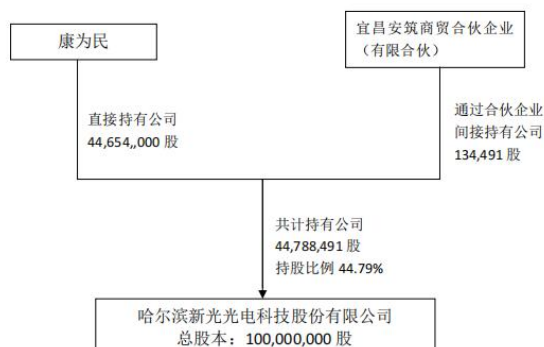 康为民
宜昌安筑商贸合伙企业
（有限合伙）
直接持有公司
44,654,,000 股
通过合伙企业
间接持有公司
134,491 股
共计持有公司
44,788,491 股
持股比例 44.79%
哈尔滨新光光电科技股份有限公司
总股本：100,000,000 股